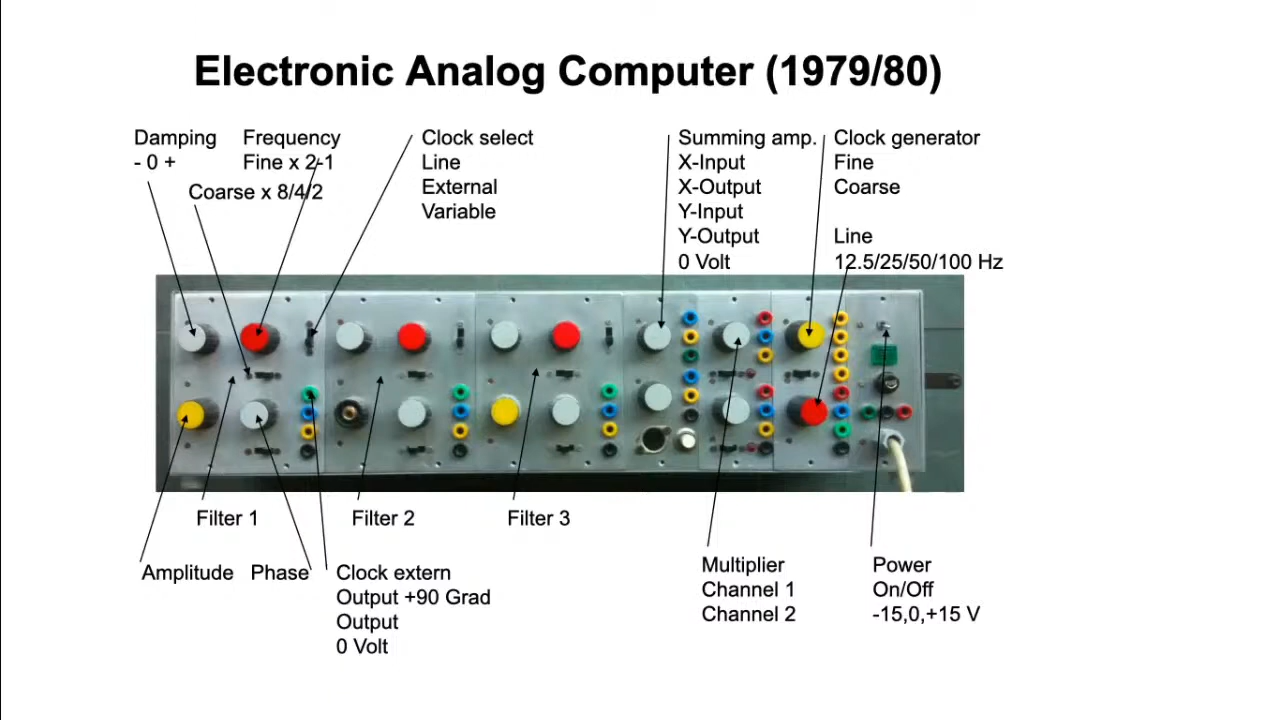 Electronic Analog Computer (1979/80)
Damping
- 0 +
Frequency
Fine x 2-1
Coarse x 8/4/2
Clock select
Line
External
Variable
Summing amp.
X-Input
X-Output
Y-Input
Y-Output
0 Volt
Clock generator
Fine
Coarse
Line
12.5/25/50/100 Hz
Filter 1
Filter 2
Filter 3
Amplitude
Phase
Clock extern
Output +90 Grad
Output
0 Volt
Multiplier
Channel 1
Channel 2
Power
On/Off
-15,0,+15 V